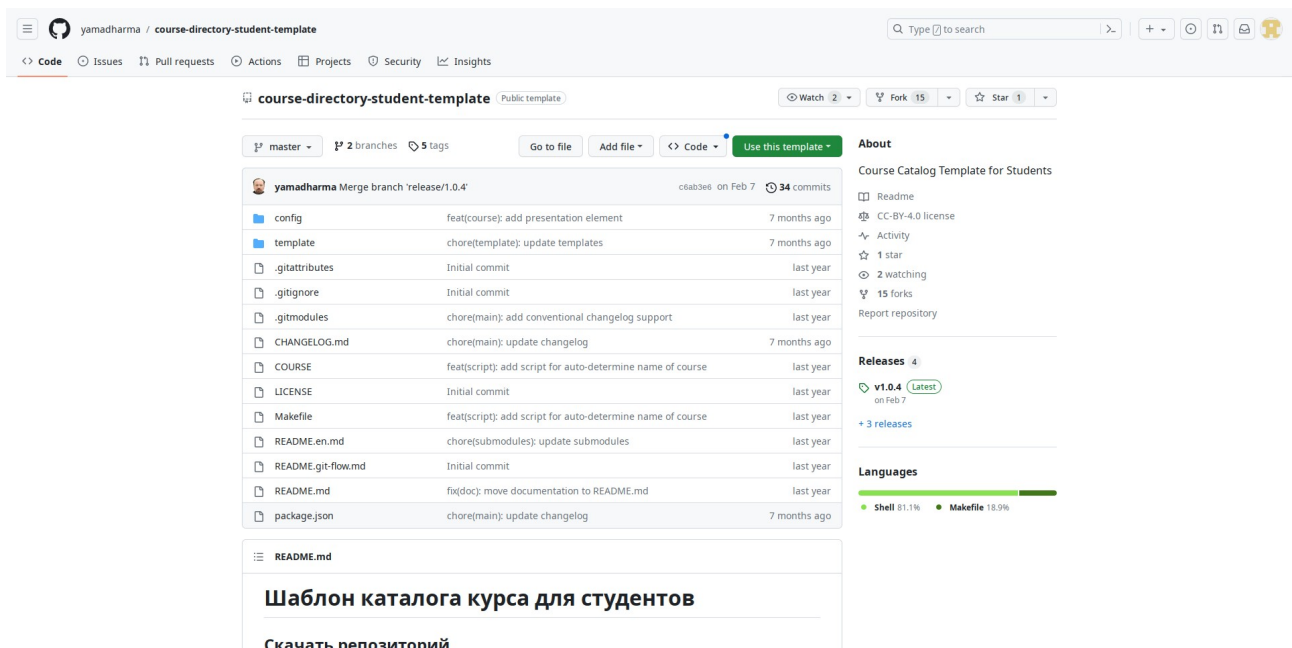 yamadharma / course-directory-student-template
Type / to search
Code Issues Pull requests Actions Projects Security Insights
course-directory-student-template Public template
Watch 2 Fork 15 Star 1
master 2 branches 5 tags Go to file Add file Code Use this template
yamadharma Merge branch 'release/1.0.4' c6ab3e6 on Feb 7 34 commits
config feat(course): add presentation element 7 months ago
template chore(template): update templates 7 months ago
.gitattributes Initial commit last year
.gitignore Initial commit last year
.gitmodules chore(main): add conventional changelog support last year
CHANGELOG.md chore(main): update changelog 7 months ago
COURSE feat(script): add script for auto-determine name of course last year
LICENSE Initial commit last year
Makefile feat(script): add script for auto-determine name of course last year
README.en.md chore(submodules): update submodules last year
README.git-flow.md Initial commit last year
README.md fix(doc): move documentation to README.md last year
package.json chore(main): update changelog 7 months ago
README.md
Шаблон каталога курса для студентов
Скачать репозиторий
About
Course Catalog Template for Students
Readme
CC-BY-4.0 license
Activity
1 star
2 watching
15 forks
Report repository
Releases 4
v1.0.4 Latest
on Feb 7
+ 3 releases
Languages
Shell 81.1% Makefile 18.9%